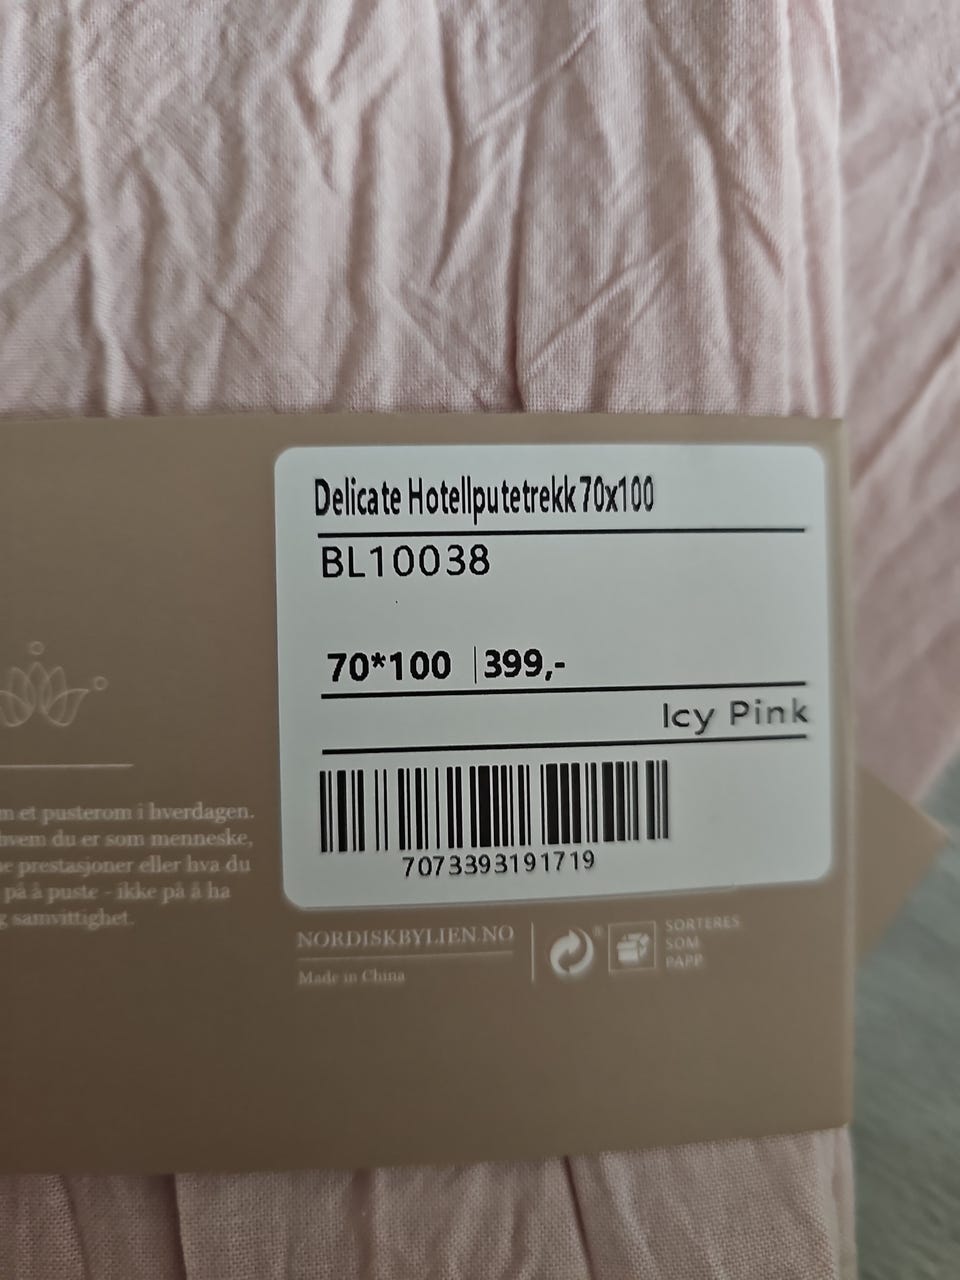 Delicate Hotellputetrekk 70x100
BL10038
70*100 |399,-
Icy Pink
7073393191719
et pusterom i hverdagen.
hvem du er som menneske,
prestasjoner eller hva du
på å puste - ikke på å ha
samvittighet.
NORDISKBYLIEN.NO
Made in China
SORTERES
SOM
PAPP